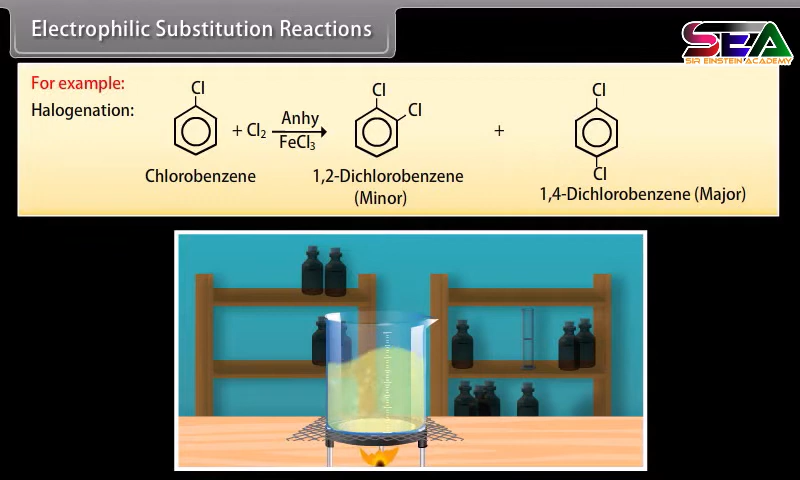 Electrophilic Substitution Reactions
SEA
SIR EINSTEIN ACADEMY
For example:
Halogenation:
Cl
+ Cl₂
Anhy
FeCl₃
Cl
Cl
+
Cl
Cl
Chlorobenzene
1,2-Dichlorobenzene
(Minor)
1,4-Dichlorobenzene (Major)